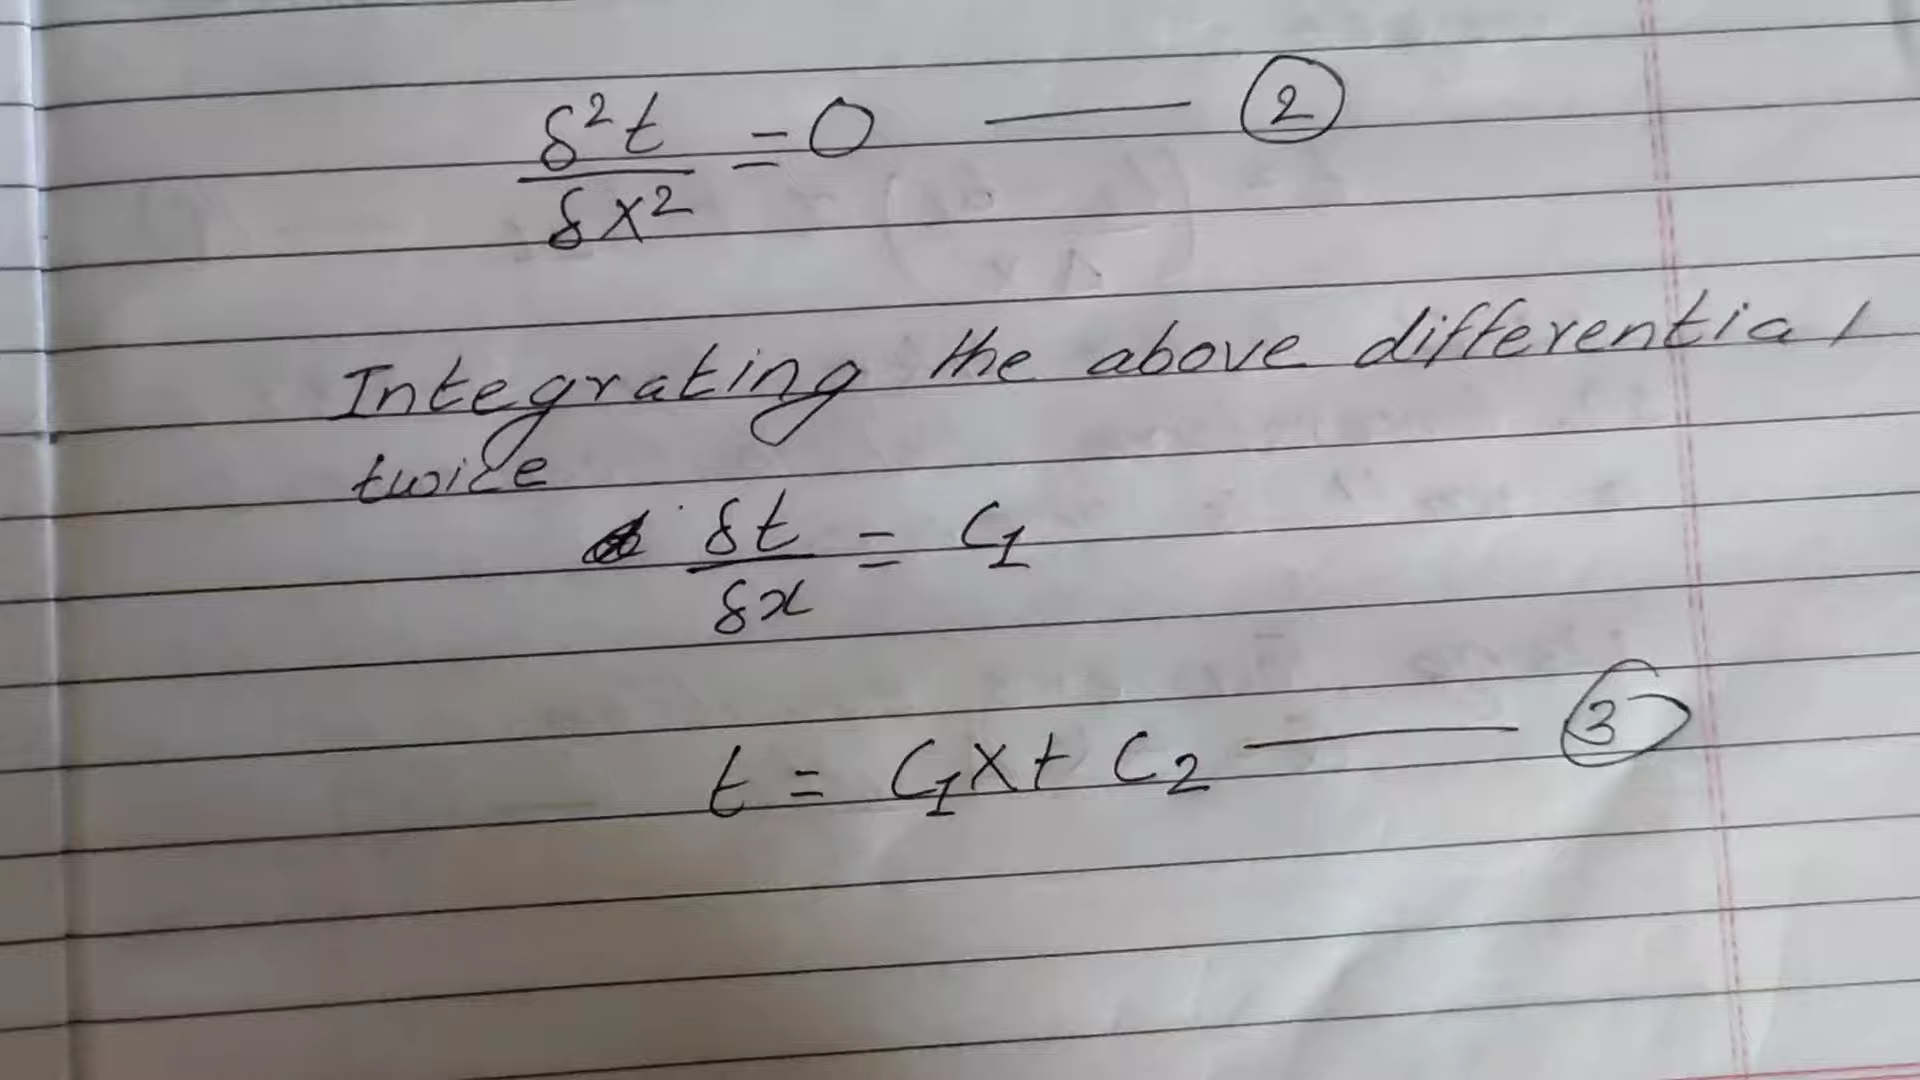 δ²t/δx² = 0 —— ②
Integrating the above differential
twice
δt/δx = C₁
t = C₁x + C₂ —— ③